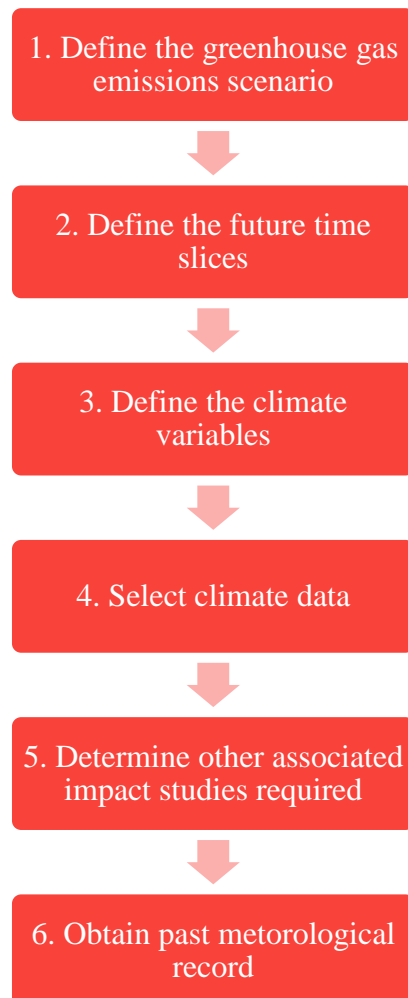 1. Define the greenhouse gas
emissions scenario
2. Define the future time
slices
3. Define the climate
variables
4. Select climate data
5. Determine other associated
impact studies required
6. Obtain past metorological
record